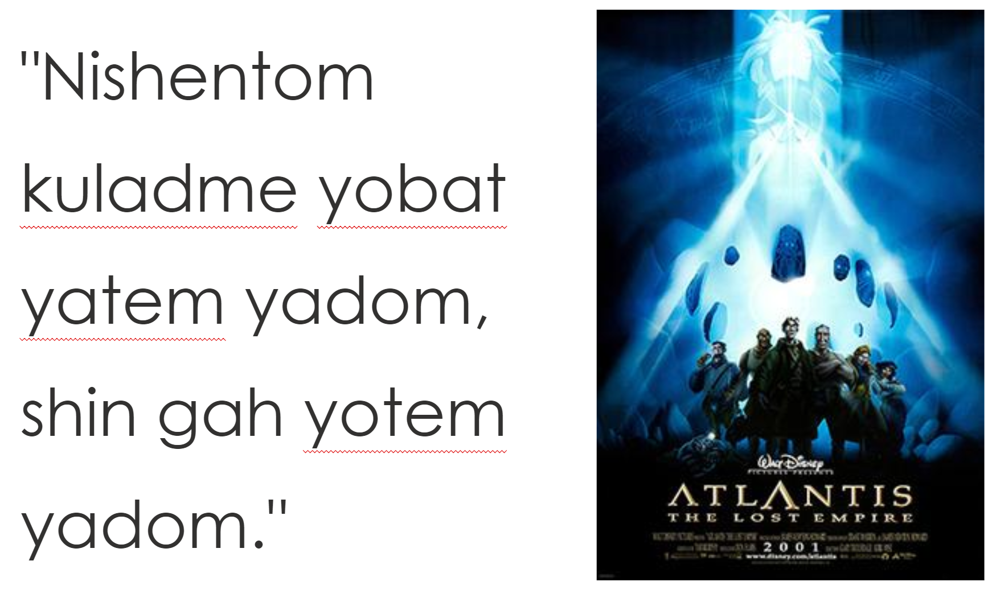 "Nishentom
kuladme yobat
yatem yadom,
shin gah yotem
yadom."
WALT DISNEY
PICTURES PRESENTS
ATLANTIS
THE LOST EMPIRE
2001
www.disney.com/atlantis